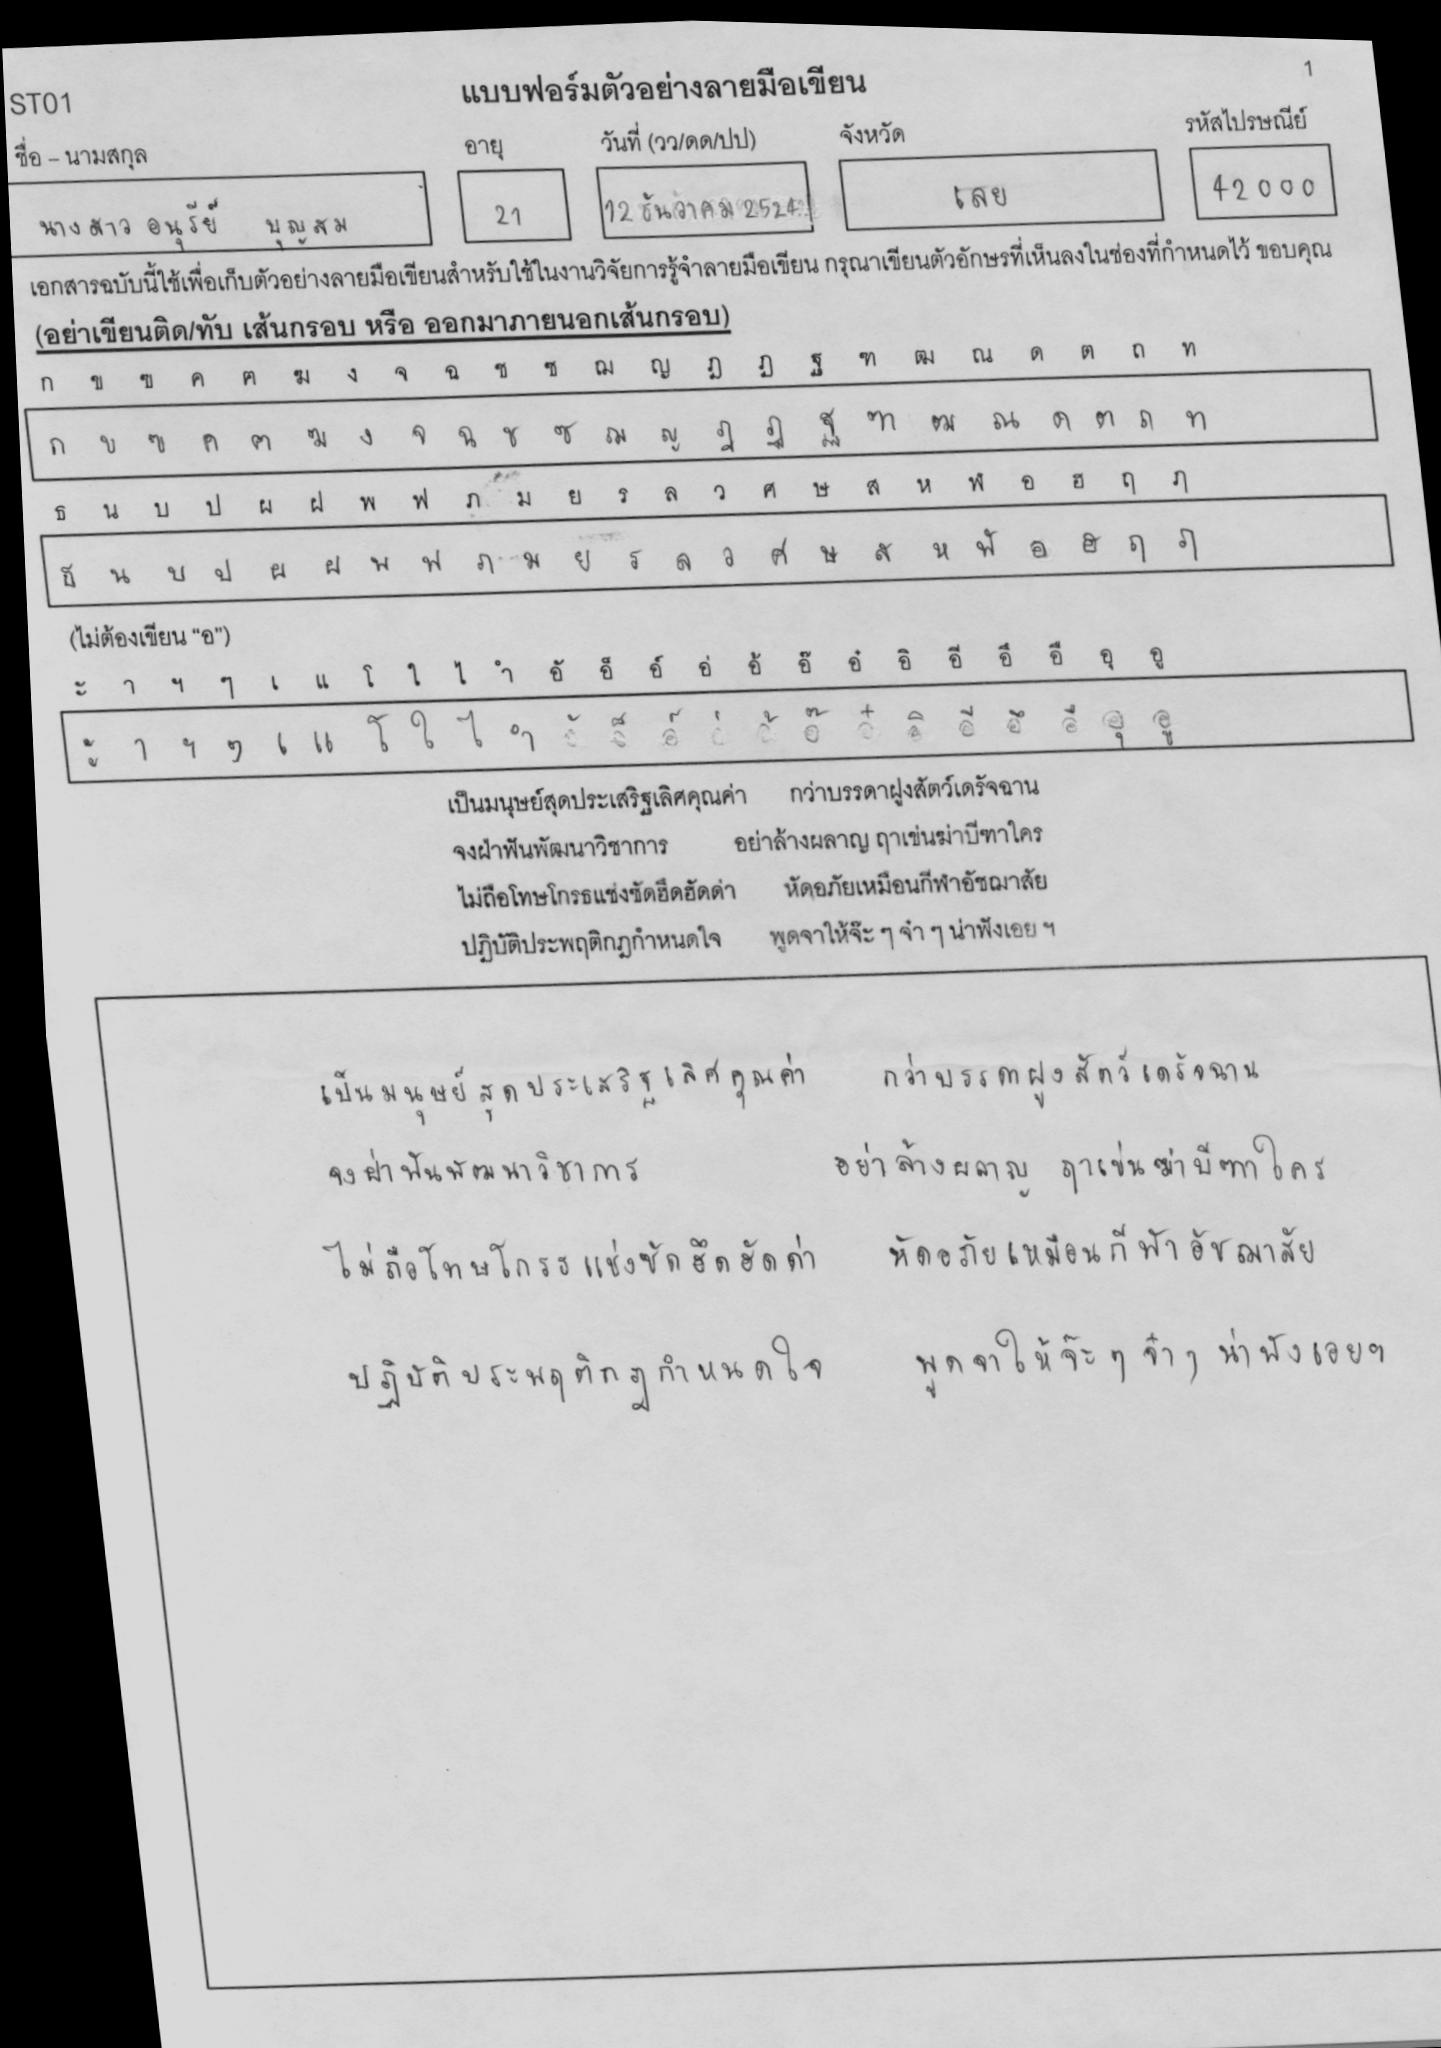 ST01
แบบฟอร์มตัวอย่างลายมือเขียน
1
ชื่อ – นามสกุล อายุ วันที่ (วว/ดด/ปป) จังหวัด รหัสไปรษณีย์
นางสาว อนุรีย์ บุญสม 21 12 ธันวาคม 2524 เลย 42000
เอกสารฉบับนี้ใช้เพื่อเก็บตัวอย่างลายมือเขียนสำหรับใช้ในงานวิจัยการรู้จำลายมือเขียน กรุณาเขียนตัวอักษรที่เห็นลงในช่องที่กำหนดไว้ ขอบคุณ
(อย่าเขียนติด/ทับ เส้นกรอบ หรือ ออกมาภายนอกเส้นกรอบ)
ก ข ฃ ค ฅ ฆ ง จ ฉ ช ซ ฌ ญ ฎ ฏ ฐ ฑ ฒ ณ ด ต ถ ท
ก ข ฃ ค ฅ ฆ ง จ ฉ ช ซ ฌ ญ ฎ ฏ ฐ ฑ ฒ ณ ด ต ถ ท
ธ น บ ป ผ ฝ พ ฟ ภ ม ย ร ล ว ศ ษ ส ห ฬ อ ฮ ฤ ฦ
ธ น บ ป ผ ฝ พ ฟ ภ ม ย ร ล ว ศ ษ ส ห ฬ อ ฮ ฤ ฦ
(ไม่ต้องเขียน "อ")
ะ า ฯ ๆ เ แ โ ใ ไ ำ อั อ็ อ์ อ่ อ้ อ๊ อ๋ อิ อี อึ อื อุ อู
ะ า ฯ ๆ เ แ โ ใ ไ ำ อั อ็ อ์ อ่ อ้ อ๊ อ๋ อิ อี อึ อื อุ อู
เป็นมนุษย์สุดประเสริฐเลิศคุณค่า กว่าบรรดาฝูงสัตว์เดรัจฉาน
จงฝ่าฟันพัฒนาวิชาการ อย่าล้างผลาญ ฤาเข่นฆ่าบีฑาใคร
ไม่ถือโทษโกรธแช่งซัดฮึดฮัดด่า หัดอภัยเหมือนกีฬาอัชฌาสัย
ปฏิบัติประพฤติกฎกำหนดใจ พูดจาให้จ๊ะ ๆ จ๋า ๆ น่าฟังเอย ฯ
เป็นมนุษย์สุดประเสริฐเลิศคุณค่า กว่าบรรดาฝูงสัตว์เดรัจฉาน
จงฝ่าฟันพัฒนาวิชาการ อย่าล้างผลาญ ฤาเข่นฆ่าบีฑาใคร
ไม่ถือโทษโกรธแช่งซัดฮึดฮัดด่า หัดอภัยเหมือนกีฬาอัชฌาสัย
ปฏิบัติประพฤติกฎกำหนดใจ พูดจาให้จ๊ะๆ จ๋าๆ น่าฟังเอยฯ